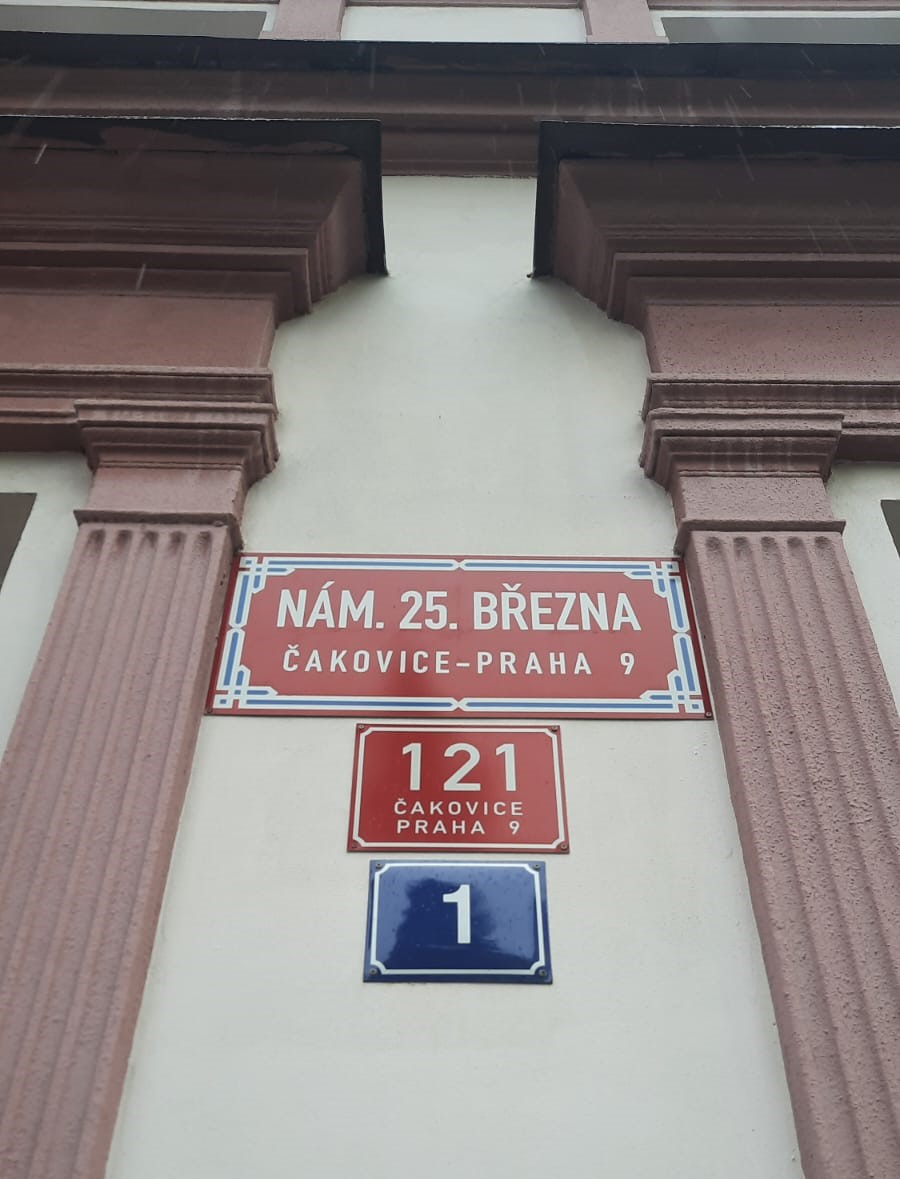 NÁM. 25. BŘEZNA
ČAKOVICE–PRAHA 9
121
ČAKOVICE
PRAHA 9
1